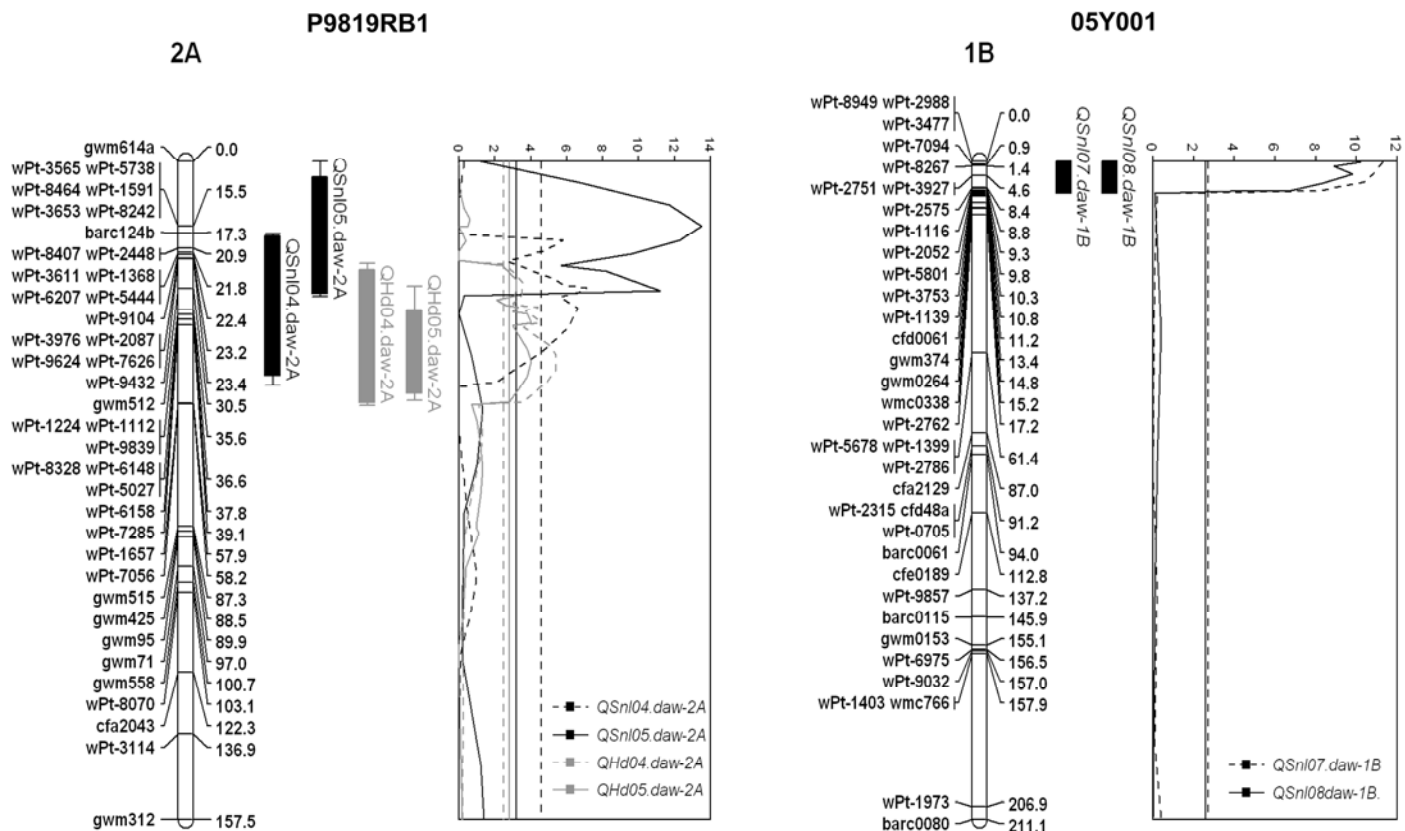 P9819RB1
2A
gwm614a 0.0
wPt-3565 wPt-5738
wPt-8464 wPt-1591 15.5
wPt-3653 wPt-8242
barc124b 17.3
wPt-8407 wPt-2448 20.9
wPt-3611 wPt-1368
wPt-6207 wPt-5444 21.8
wPt-9104 22.4
wPt-3976 wPt-2087
wPt-9624 wPt-7626 23.2
wPt-9432 23.4
gwm512 30.5
wPt-1224 wPt-1112
wPt-9839 35.6
wPt-8328 wPt-6148
wPt-5027 36.6
wPt-6158 37.8
wPt-7285 39.1
wPt-1657 57.9
wPt-7056 58.2
gwm515 87.3
gwm425 88.5
gwm95 89.9
gwm71 97.0
gwm558 100.7
wPt-8070 103.1
cfa2043 122.3
wPt-3114 136.9
gwm312 157.5
QSnl04.daw-2A
QSnl05.daw-2A
QHd04.daw-2A
QHd05.daw-2A
0 2 4 6 8 10 12 14
QSnl04.daw-2A
QSnl05.daw-2A
QHd04.daw-2A
QHd05.daw-2A
05Y001
1B
wPt-8949 wPt-2988
wPt-3477 0.0
wPt-7094 0.9
wPt-8267 1.4
wPt-2751 wPt-3927 4.6
wPt-2575 8.4
wPt-1116 8.8
wPt-2052 9.3
wPt-5801 9.8
wPt-3753 10.3
wPt-1139 10.8
cfd0061 11.2
gwm374 13.4
gwm0264 14.8
wmc0338 15.2
wPt-2762 17.2
wPt-5678 wPt-1399
wPt-2786 61.4
cfa2129 87.0
wPt-2315 cfd48a
wPt-0705 91.2
barc0061 94.0
cfe0189 112.8
wPt-9857 137.2
barc0115 145.9
gwm0153 155.1
wPt-6975 156.5
wPt-9032 157.0
wPt-1403 wmc766 157.9
wPt-1973 206.9
barc0080 211.1
QSnl07.daw-1B
QSnl08.daw-1B
0 2 4 6 8 10 12
QSnl07.daw-1B
QSnl08daw-1B.